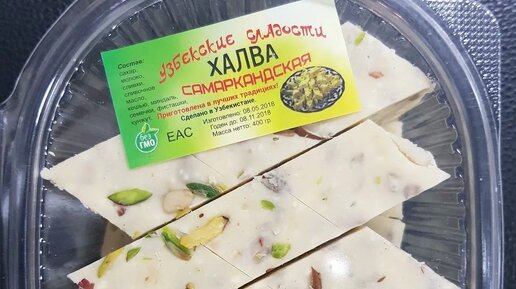 Состав:
сахар,
молоко,
сливки,
сливочное
масло,
кешью, миндаль,
семечки, фисташки,
кунжут.
Узбекские сладости
ХАЛВА
САМАРКАНДСКАЯ
Приготовлена в лучших традициях!
Сделано в Узбекистане.
Изготовлено: 08.05.2018
Годен до: 08.11.2018
Масса нетто: 400 гр.
без
ГМО
ЕАС